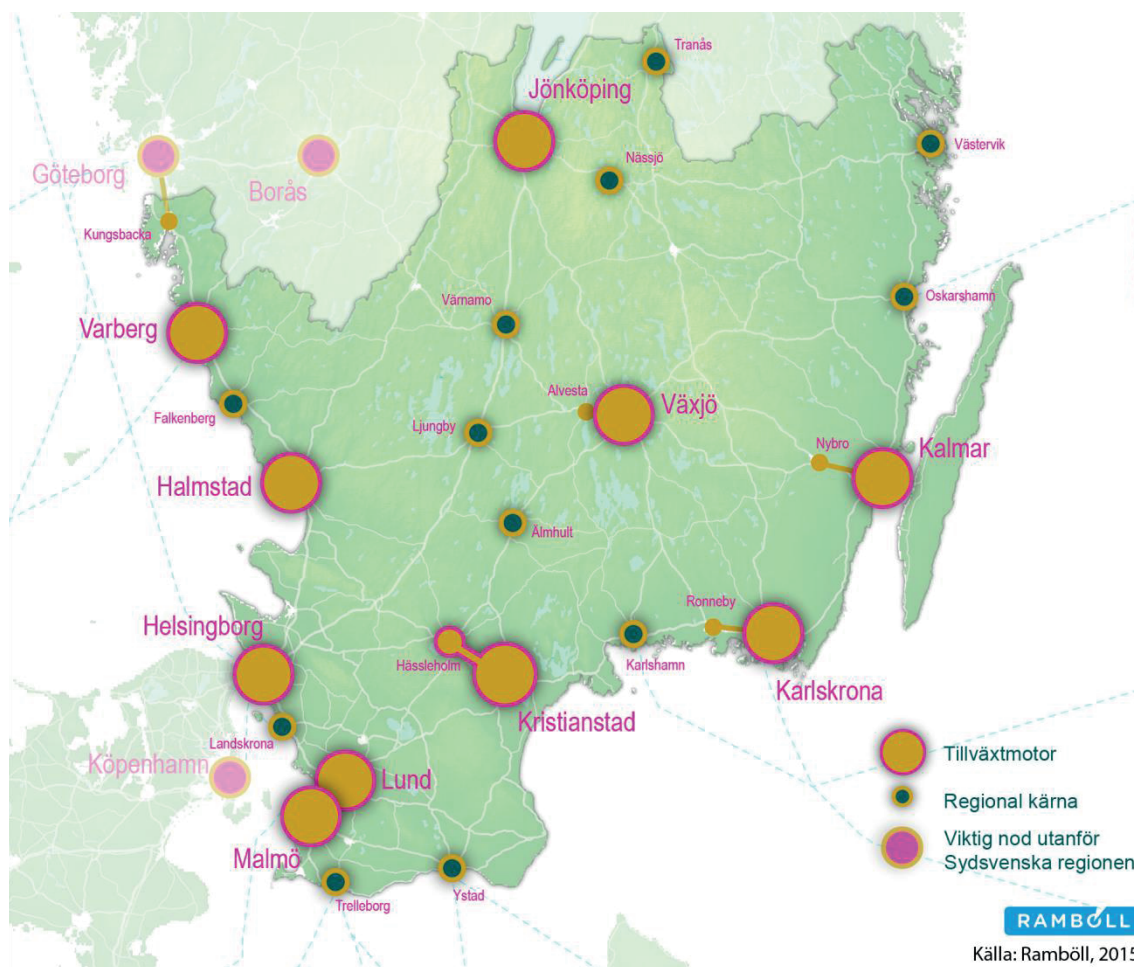 Tranås
Jönköping
Västervik
Göteborg
Borås
Nässjö
Kungsbacka
Oskarshamn
Värnamo
Varberg
Alvesta
Växjö
Falkenberg
Ljungby
Nybro
Kalmar
Halmstad
Älmhult
Ronneby
Helsingborg
Hässleholm
Karlshamn
Karlskrona
Kristianstad
Landskrona
Köpenhamn
Lund
Malmö
Trelleborg
Ystad
Tillväxtmotor
Regional kärna
Viktig nod utanför
Sydsvenska regionen
RAMBÖLL
Källa: Ramböll, 2015